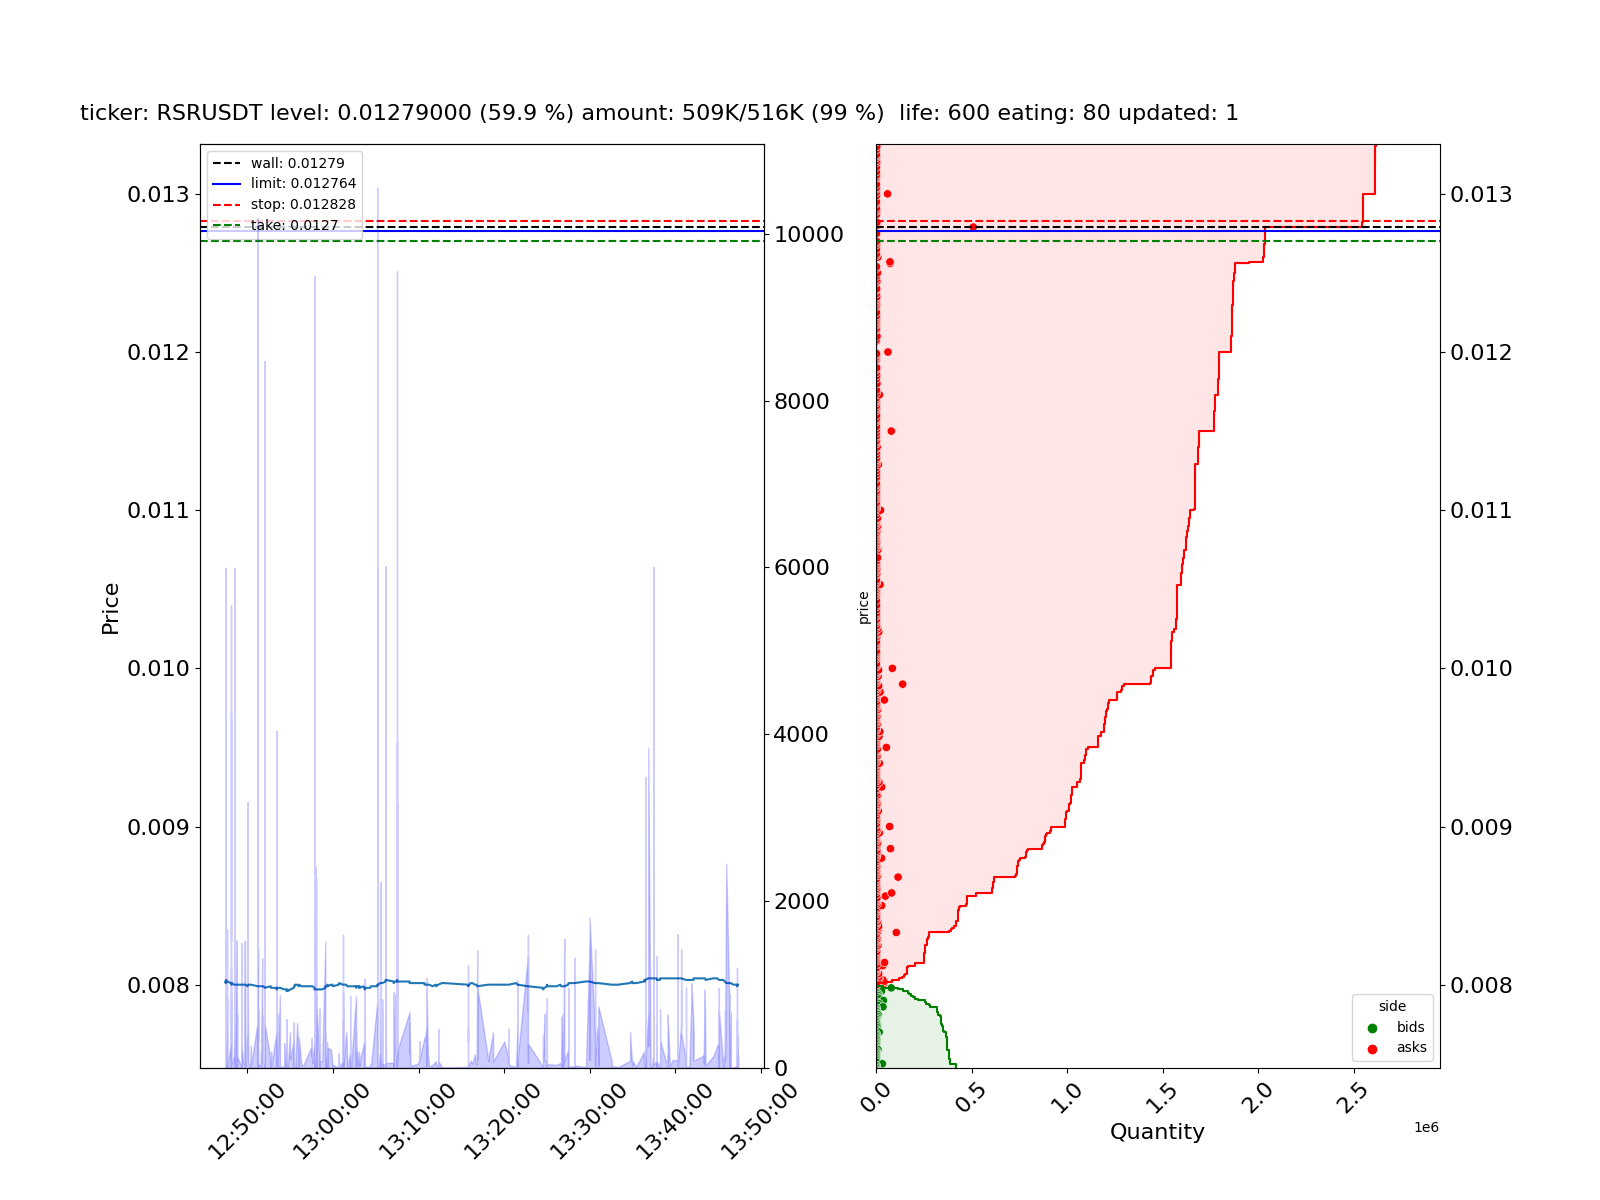 ticker: RSRUSDT level: 0.01279000 (59.9 %) amount: 509K/516K (99 %)  life: 600 eating: 80 updated: 1
wall: 0.01279
limit: 0.012764
stop: 0.012828
take: 0.0127
0.013
0.012
0.011
0.010
0.009
0.008
Price
10000
8000
6000
4000
2000
0
12:50:00
13:00:00
13:10:00
13:20:00
13:30:00
13:40:00
13:50:00
price
0.013
0.012
0.011
0.010
0.009
0.008
side
bids
asks
0.0
0.5
1.0
1.5
2.0
2.5
1e6
Quantity